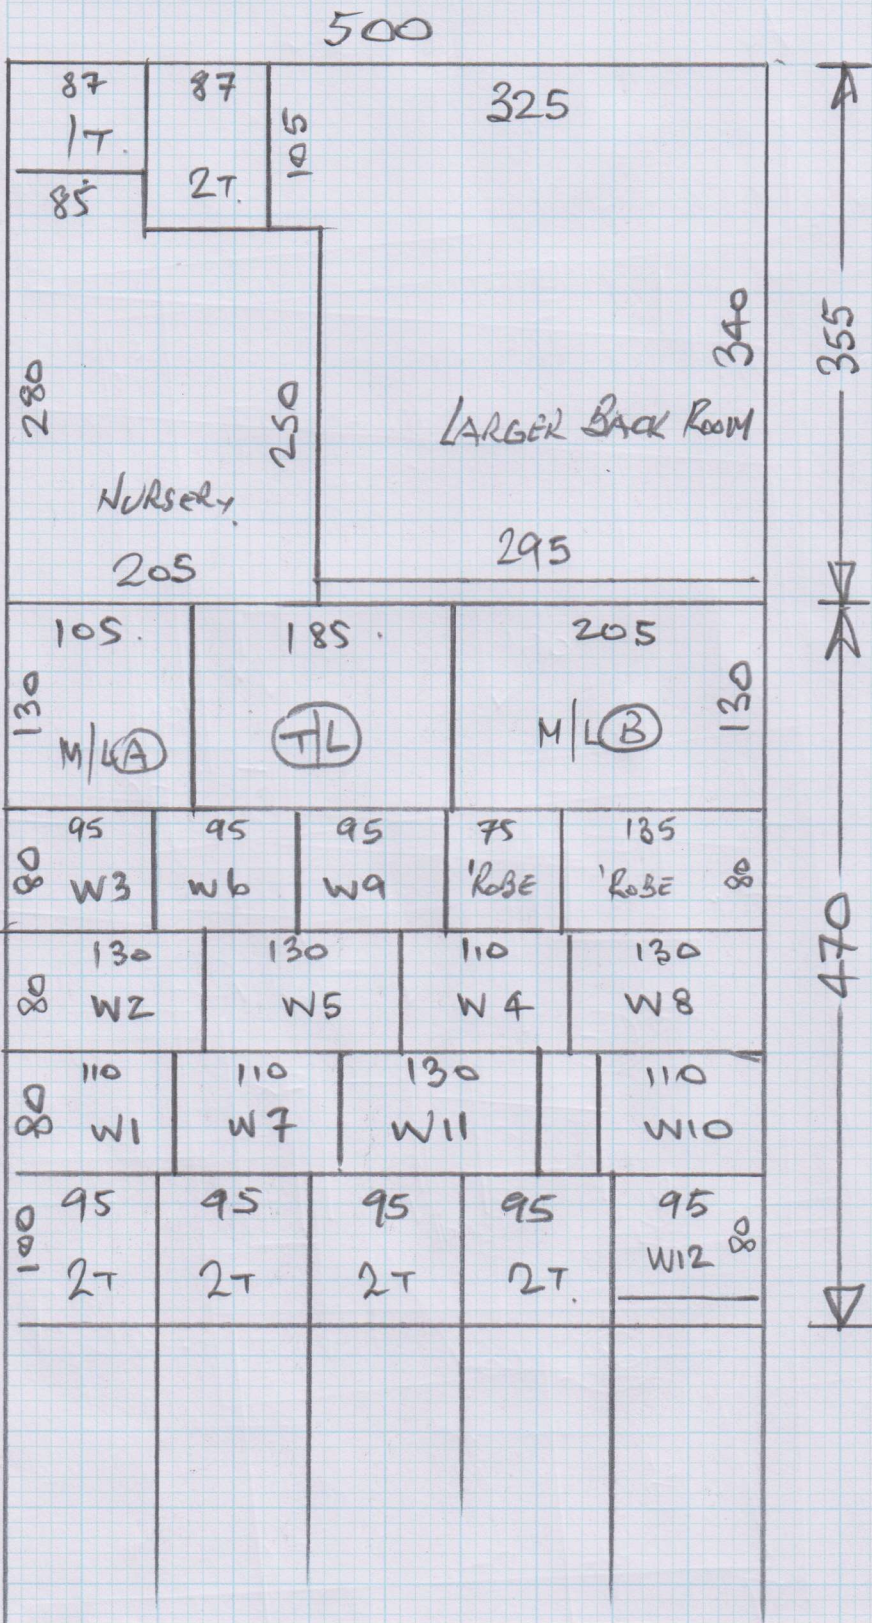 500
87 87 325
1T. 105
85 2T.
340
355
280 250
LARGER BACK ROOM
NURSERY.
295
205
105. 185. 205
130 130
M/L A T/L M/L B
95 95 95 75 135
80 W3 W6 W9 'ROBE 'ROBE 80
130 130 110 130
80 W2 W5 W4 W8
470
110 110 130 110
80 W1 W7 W11 W10
95 95 95 95 95
100 W12 80
2T 2T 2T 2T.